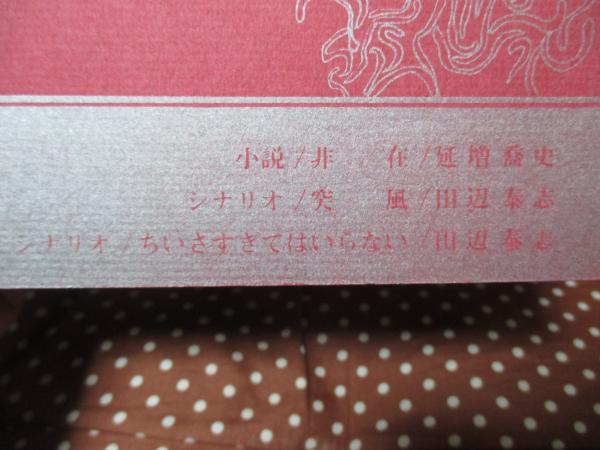 小説/非　在/延増喬史
シナリオ/突　風/田辺泰志
シナリオ/ちいさすぎてはいらない/田辺泰志